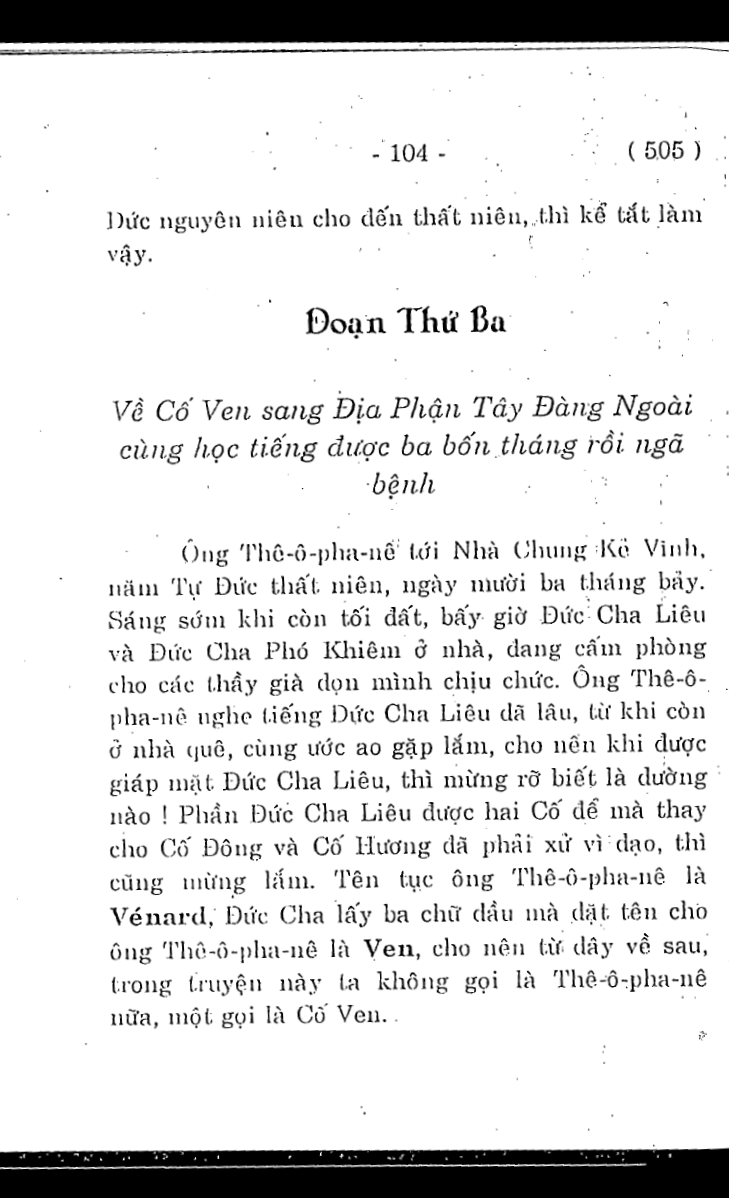 - 104 - ( 505 )
Đức nguyên niên cho đến thất niên, thì kể tắt làm
vậy.
Đoạn Thứ Ba
Về Cố Ven sang Địa Phận Tây Đàng Ngoài
cùng học tiếng được ba bốn tháng rồi ngã
bệnh
Ông Thê-ô-pha-nê tới Nhà Chung Kẻ Vĩnh,
năm Tự Đức thất niên, ngày mười ba tháng bảy.
Sáng sớm khi còn tối đất, bấy giờ Đức Cha Liêu
và Đức Cha Phó Khiêm ở nhà, đang cấm phòng
cho các thầy già dọn mình chịu chức. Ông Thê-ô-
pha-nê nghe tiếng Đức Cha Liêu đã lâu, từ khi còn
ở nhà quê, cùng ước ao gặp lắm, cho nên khi được
giáp mặt Đức Cha Liêu, thì mừng rỡ biết là dường
nào ! Phần Đức Cha Liêu được hai Cố để mà thay
cho Cố Đông và Cố Hương đã phải xử vì đạo, thì
cũng mừng lắm. Tên tục ông Thê-ô-pha-nê là
Vénard, Đức Cha lấy ba chữ đầu mà đặt tên cho
ông Thê-ô-pha-nê là Ven, cho nên từ đây về sau,
trong truyện này ta không gọi là Thê-ô-pha-nê
nữa, một gọi là Cố Ven.